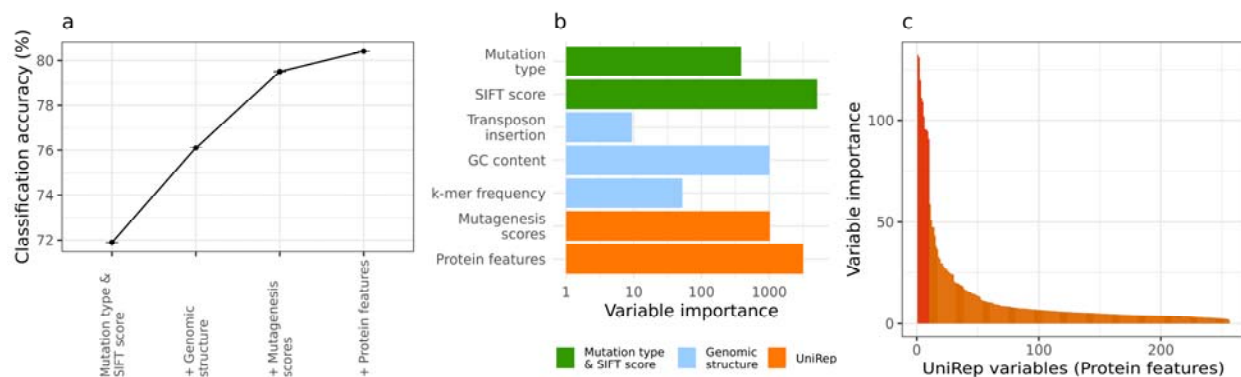 a
Classification accuracy (%)
80
78
76
74
72
Mutation type &
SIFT score
+ Genomic
structure
+ Mutagenesis
scores
+ Protein features
b
Mutation
type
SIFT score
Transposon
insertion
GC content
k-mer frequency
Mutagenesis
scores
Protein features
1
10
100
1000
Variable importance
Mutation type
& SIFT score
Genomic
structure
UniRep
c
Variable importance
100
50
0
0
100
200
UniRep variables (Protein features)